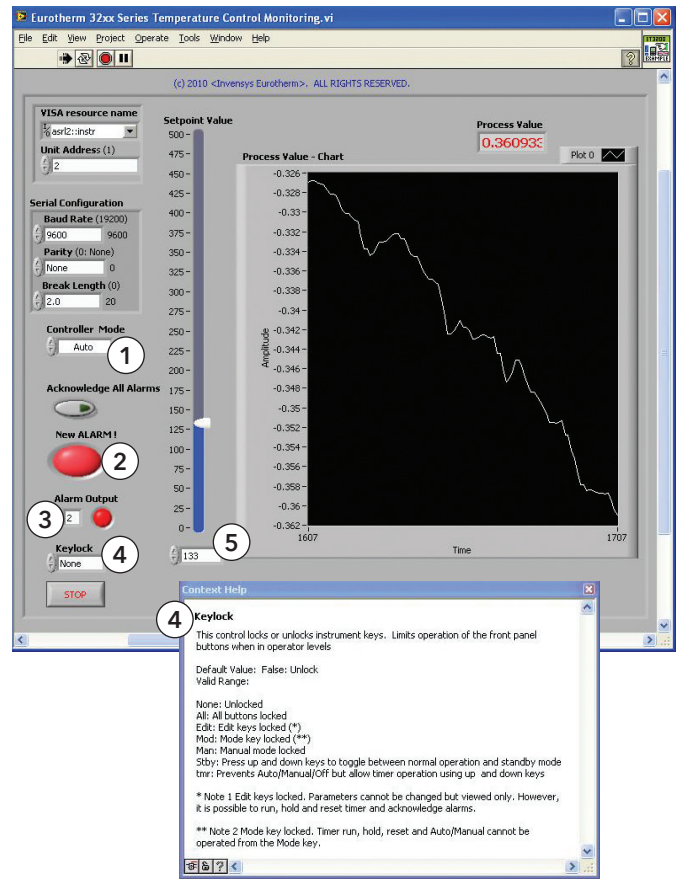 Eurotherm 32xx Series Temperature Control Monitoring.vi
File Edit View Project Operate Tools Window Help
IT3200
EXAMPLE
(c) 2010 <Invensys Eurotherm>. ALL RIGHTS RESERVED.
VISA resource name
asrl2::instr
Unit Address (1)
2
Serial Configuration
Baud Rate (19200)
9600 9600
Parity (0: None)
None 0
Break Length (0)
2.0 20
Controller Mode
Auto
1
Acknowledge All Alarms
New ALARM!
2
Alarm Output
3
2
Keylock
None
4
STOP
Setpoint Value
500
475
450
425
400
375
350
325
300
275
250
225
200
175
150
125
100
75
50
25
0
133
5
Process Value
0.360933
Process Value - Chart
Plot 0
-0.326
-0.328
-0.33
-0.332
-0.334
-0.336
-0.338
-0.34
-0.342
-0.344
-0.346
-0.348
-0.35
-0.352
-0.354
-0.356
-0.358
-0.36
-0.362
Amplitude
1607 1707
Time
Context Help
4
Keylock
This control locks or unlocks instrument keys. Limits operation of the front panel
buttons when in operator levels
Default Value: False: Unlock
Valid Range:
None: Unlocked
All: All buttons locked
Edit: Edit keys locked (*)
Mod: Mode key locked (**)
Man: Manual mode locked
Stby: Press up and down keys to toggle between normal operation and standby mode
tmr: Prevents Auto/Manual/Off but allow timer operation using up and down keys
* Note 1 Edit keys locked. Parameters cannot be changed but viewed only. However,
it is possible to run, hold and reset timer and acknowledge alarms.
** Note 2 Mode key locked. Timer run, hold, reset and Auto/Manual cannot be
operated from the Mode key.